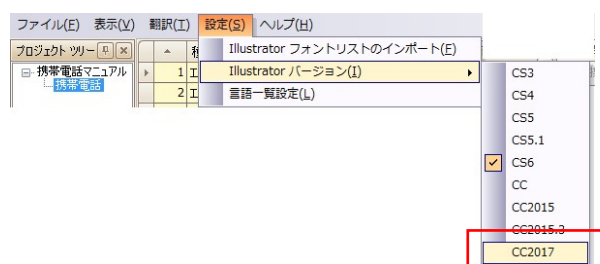 ファイル(F) 表示(V) 翻訳(T) 設定(S) ヘルプ(H)
プロジェクト ツリー
Illustrator フォントリストのインポート(F)
携帯電話マニュアル
1 エ
Illustrator バージョン(I)
携帯電話
2 エ
言語一覧設定(L)
CS3
CS4
CS5
CS5.1
CS6
CC
CC2015
CC2015.3
CC2017